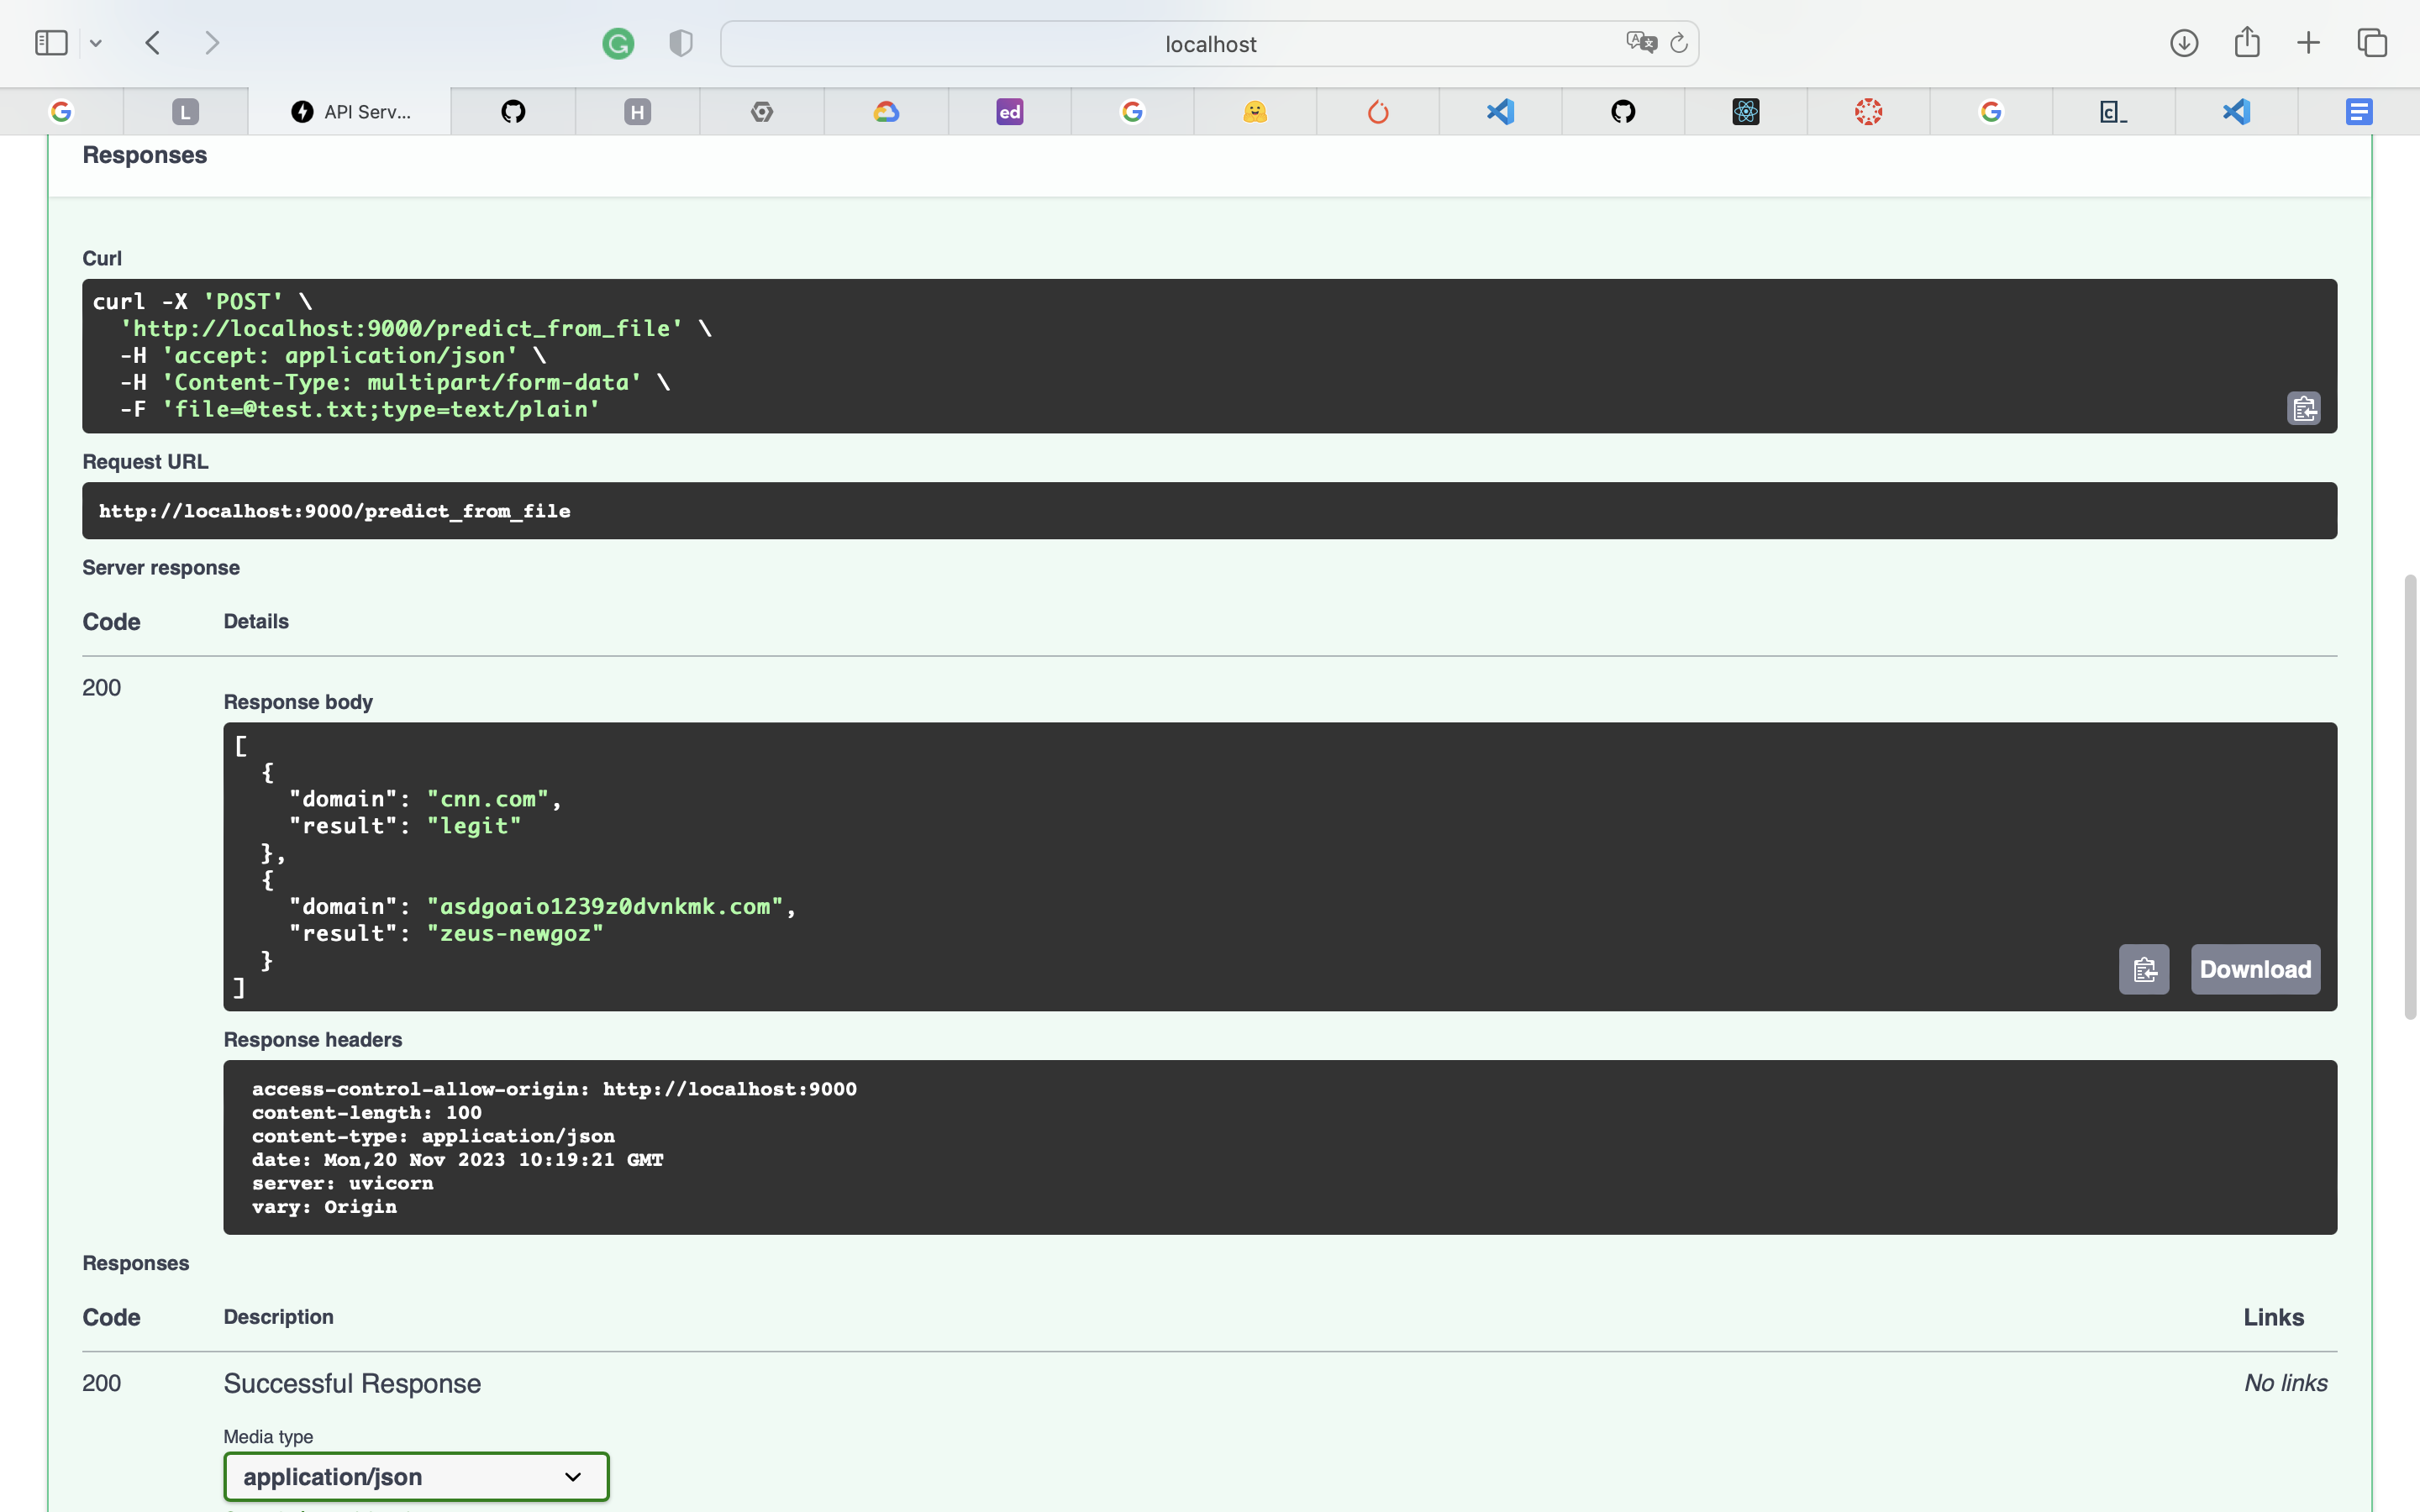 localhost
L
API Serv...
H
ed
c_
Responses
Curl
curl -X 'POST' \
'http://localhost:9000/predict_from_file' \
-H 'accept: application/json' \
-H 'Content-Type: multipart/form-data' \
-F 'file=@test.txt;type=text/plain'
Request URL
http://localhost:9000/predict_from_file
Server response
Code Details
200
Response body
[
{
"domain": "cnn.com",
"result": "legit"
},
{
"domain": "asdgoaio1239z0dvnkmk.com",
"result": "zeus-newgoz"
}
]
Download
Response headers
access-control-allow-origin: http://localhost:9000
content-length: 100
content-type: application/json
date: Mon,20 Nov 2023 10:19:21 GMT
server: uvicorn
vary: Origin
Responses
Code Description Links
200 Successful Response No links
Media type
application/json